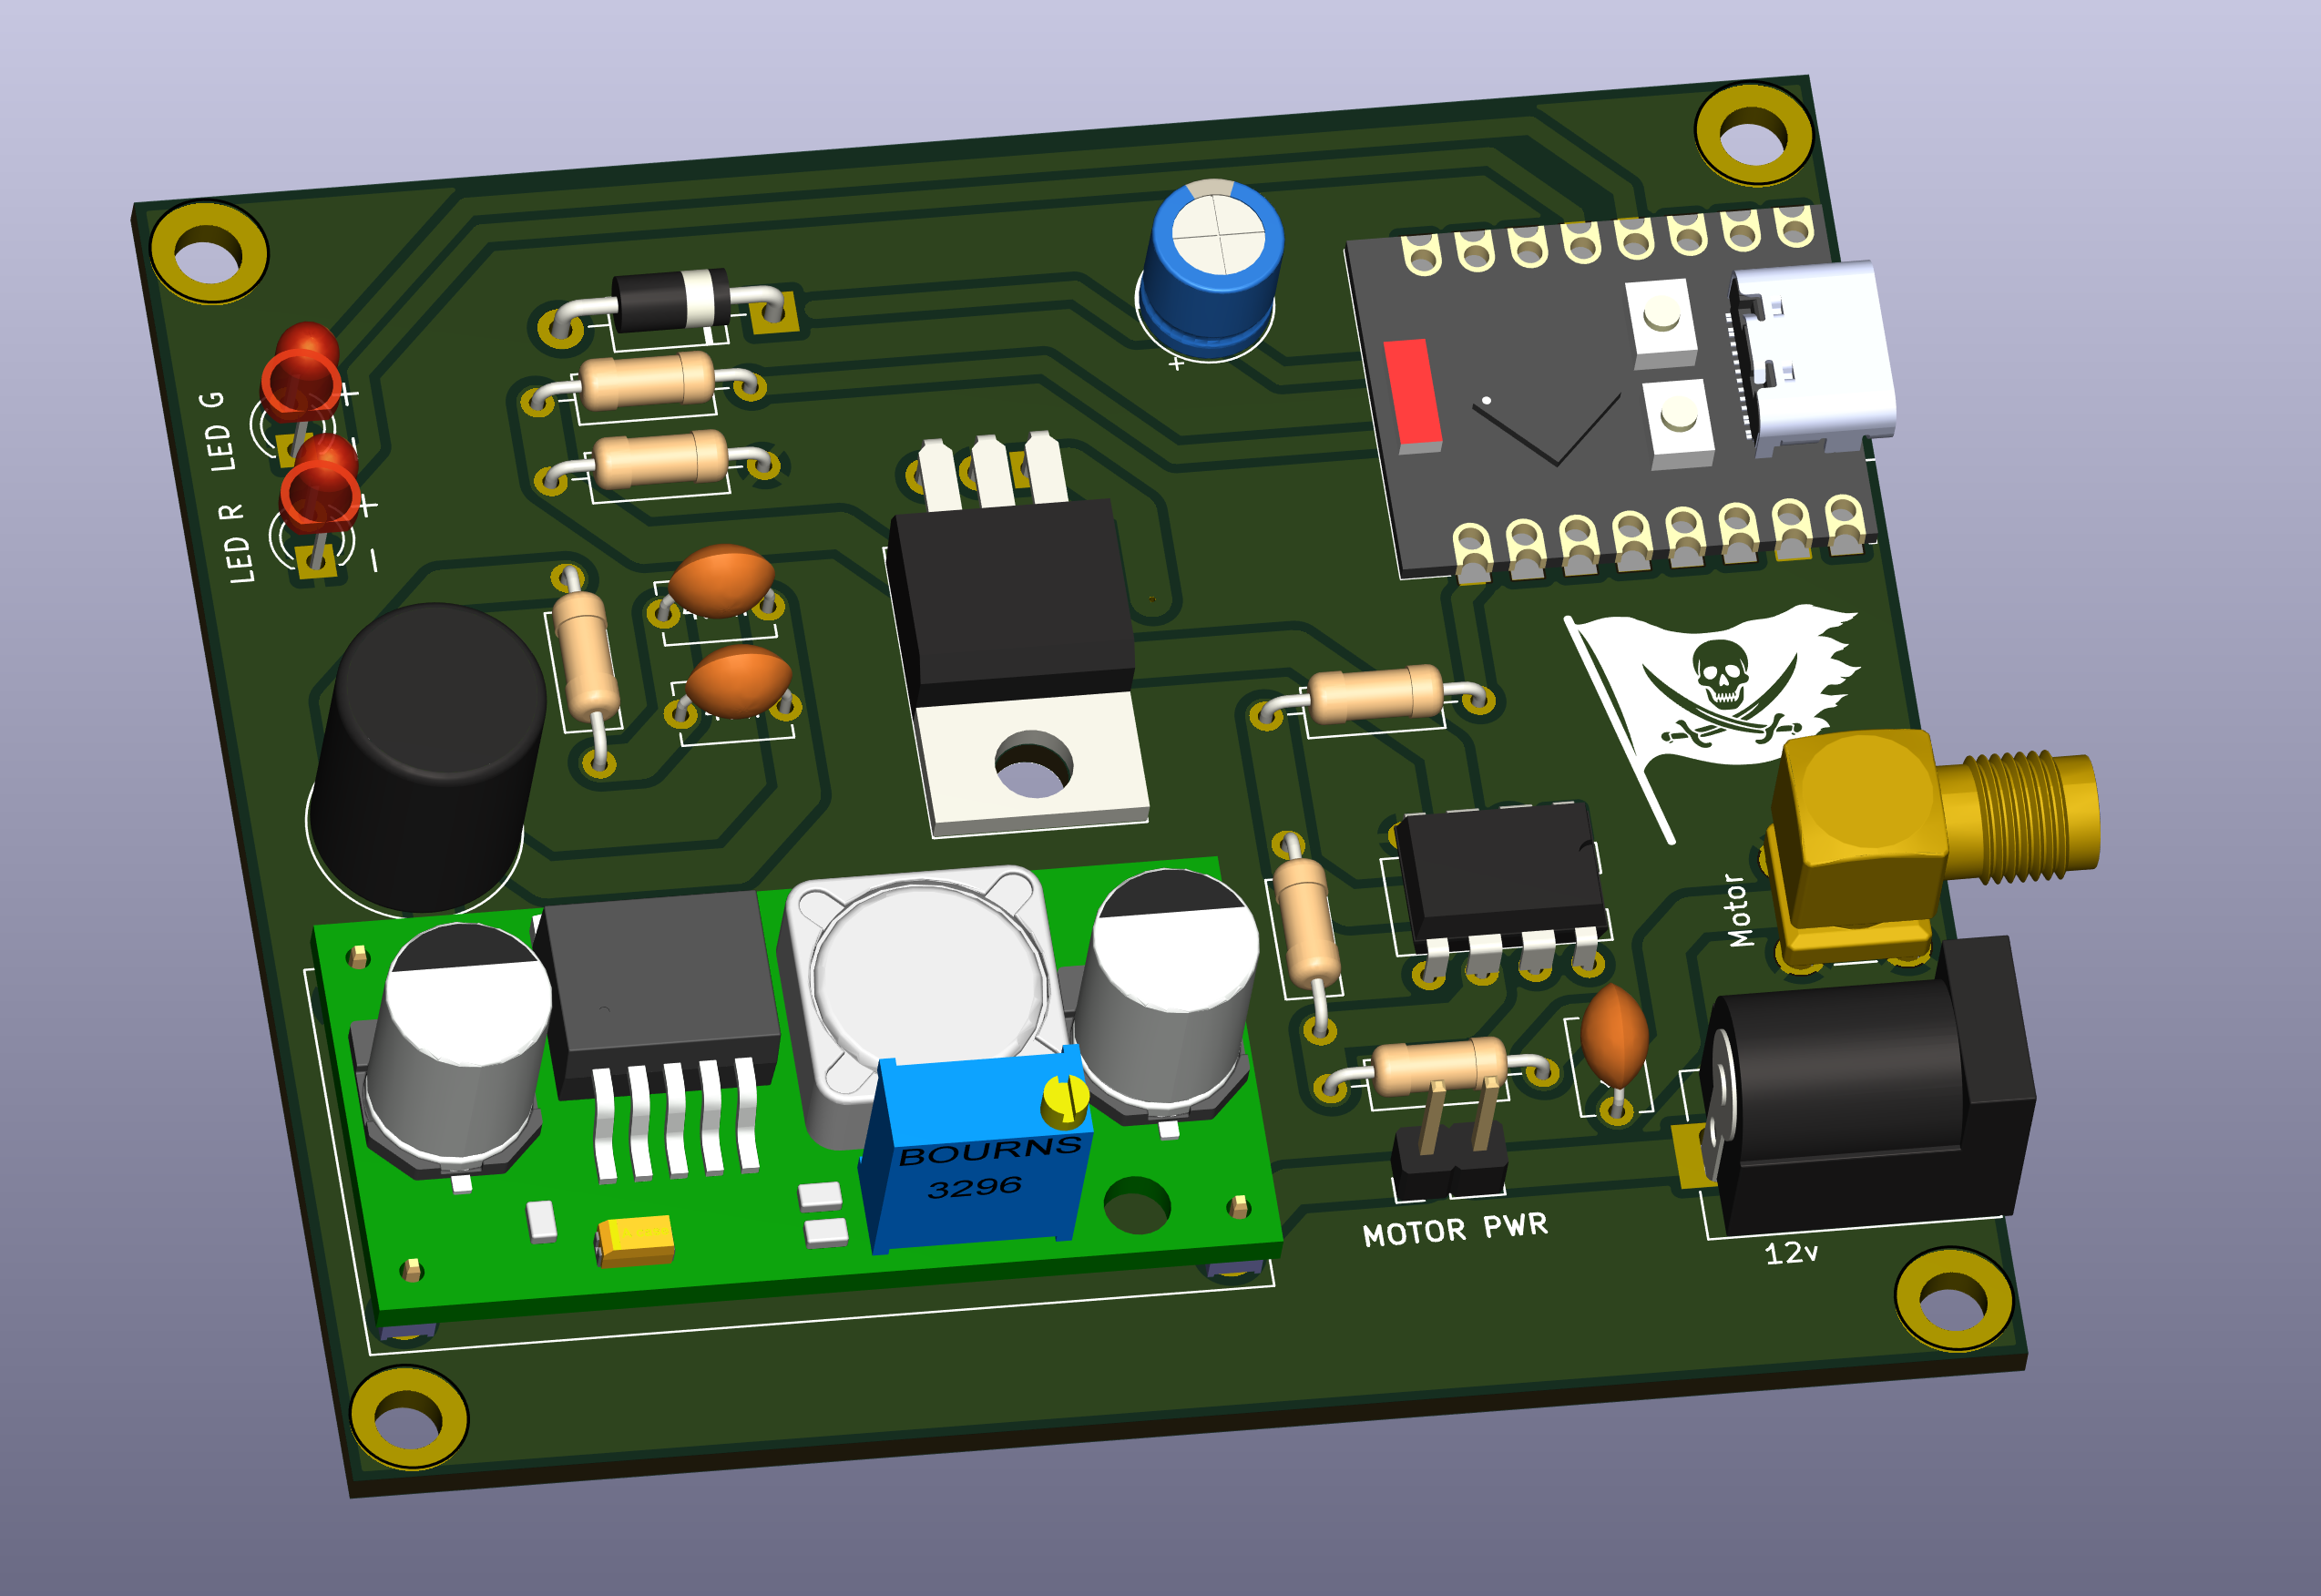 +
LED G
+
−
LED R
−
BOURNS
3296
Motor
MOTOR PWR
12v